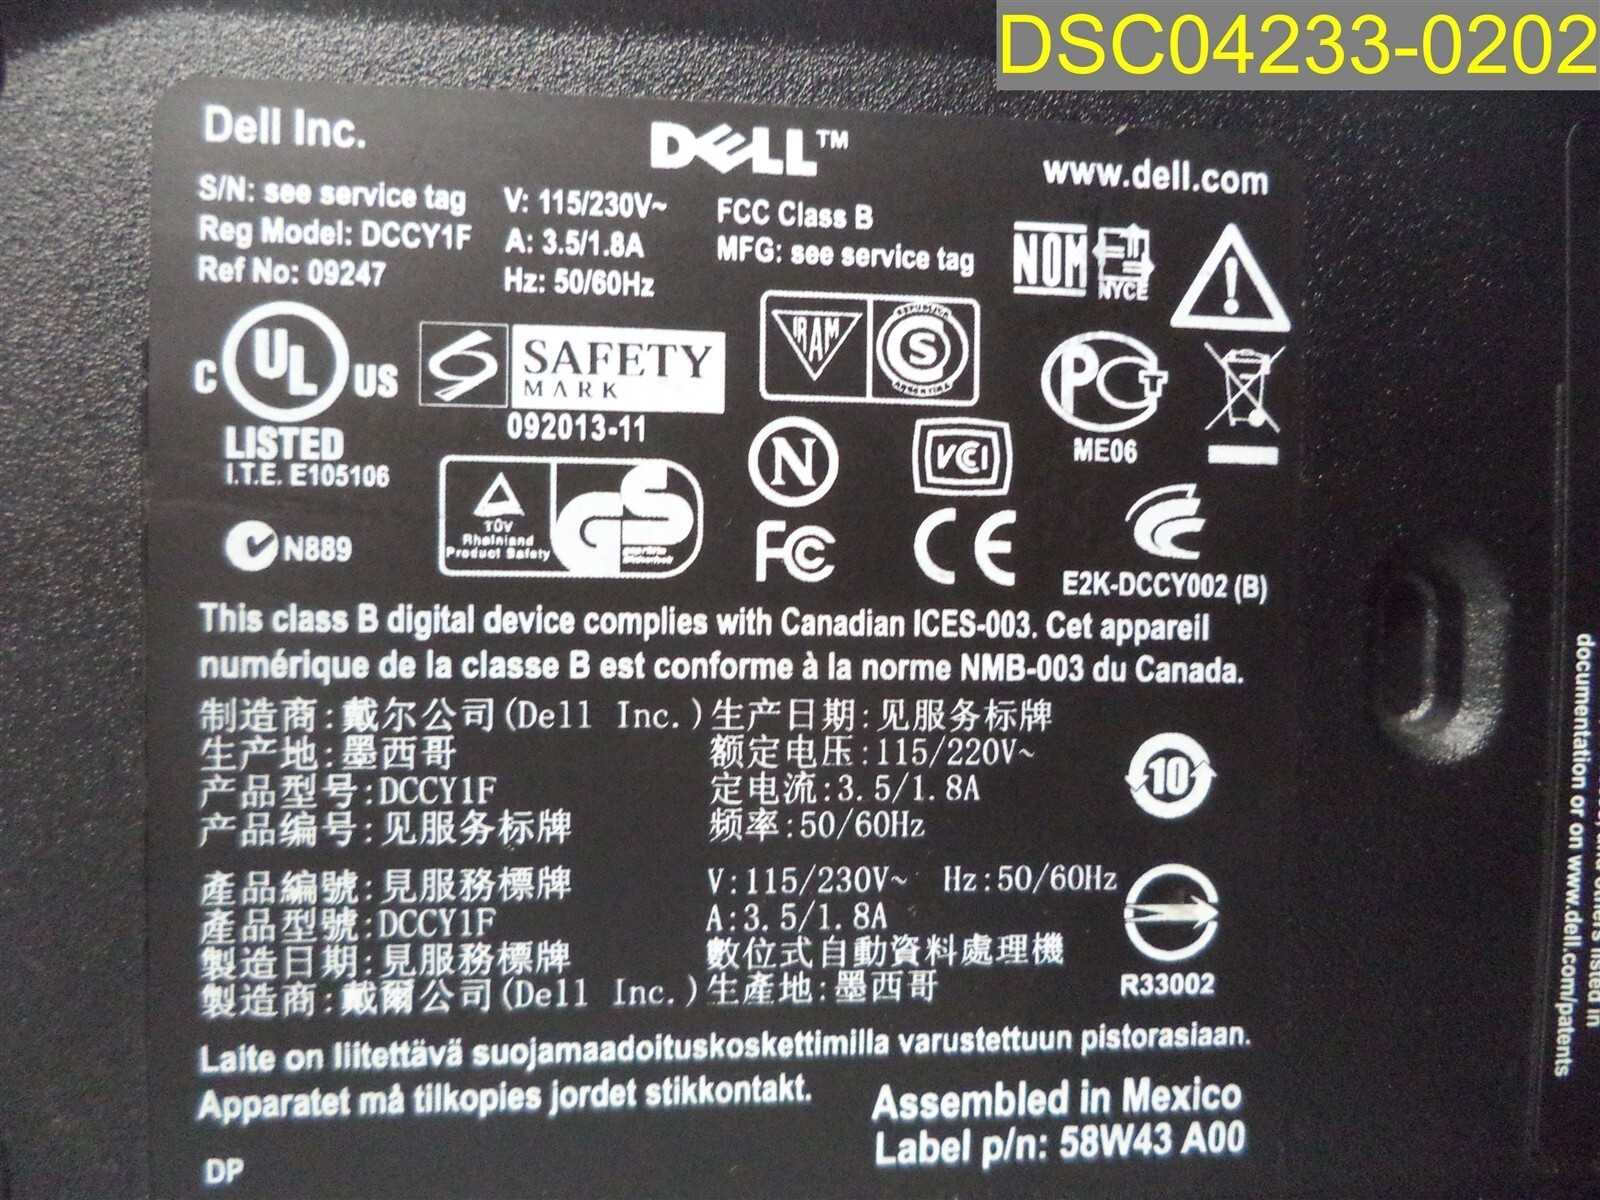 DSC04233-0202
Dell Inc.
DELL™
www.dell.com
S/N: see service tag
Reg Model: DCCY1F
Ref No: 09247
V: 115/230V~
A: 3.5/1.8A
Hz: 50/60Hz
FCC Class B
MFG: see service tag
NOM
NYCE
C UL US
LISTED
I.T.E. E105106
SAFETY
MARK
092013-11
IRAM
S
ARGENTINA
PCT
ME06
N889
TÜV
Rheinland
Product Safety
GS
geprüfte
Sicherheit
N
VCI
FC
CE
E2K-DCCY002 (B)
This class B digital device complies with Canadian ICES-003. Cet appareil
numérique de la classe B est conforme à la norme NMB-003 du Canada.
制造商:戴尔公司(Dell Inc.)生产日期:见服务标牌
生产地:墨西哥 额定电压:115/220V~
产品型号:DCCY1F 定电流:3.5/1.8A
产品编号:见服务标牌 频率:50/60Hz
10
產品編號:見服務標牌 V:115/230V~ Hz:50/60Hz
產品型號:DCCY1F A:3.5/1.8A
製造日期:見服務標牌 數位式自動資料處理機
製造商:戴爾公司(Dell Inc.)生產地:墨西哥
R33002
Laite on liitettävä suojamaadoituskoskettimilla varustettuun pistorasiaan.
Apparatet må tilkopies jordet stikkontakt.
Assembled in Mexico
Label p/n: 58W43 A00
DP
others listed in
documentation or on www.dell.com/patents